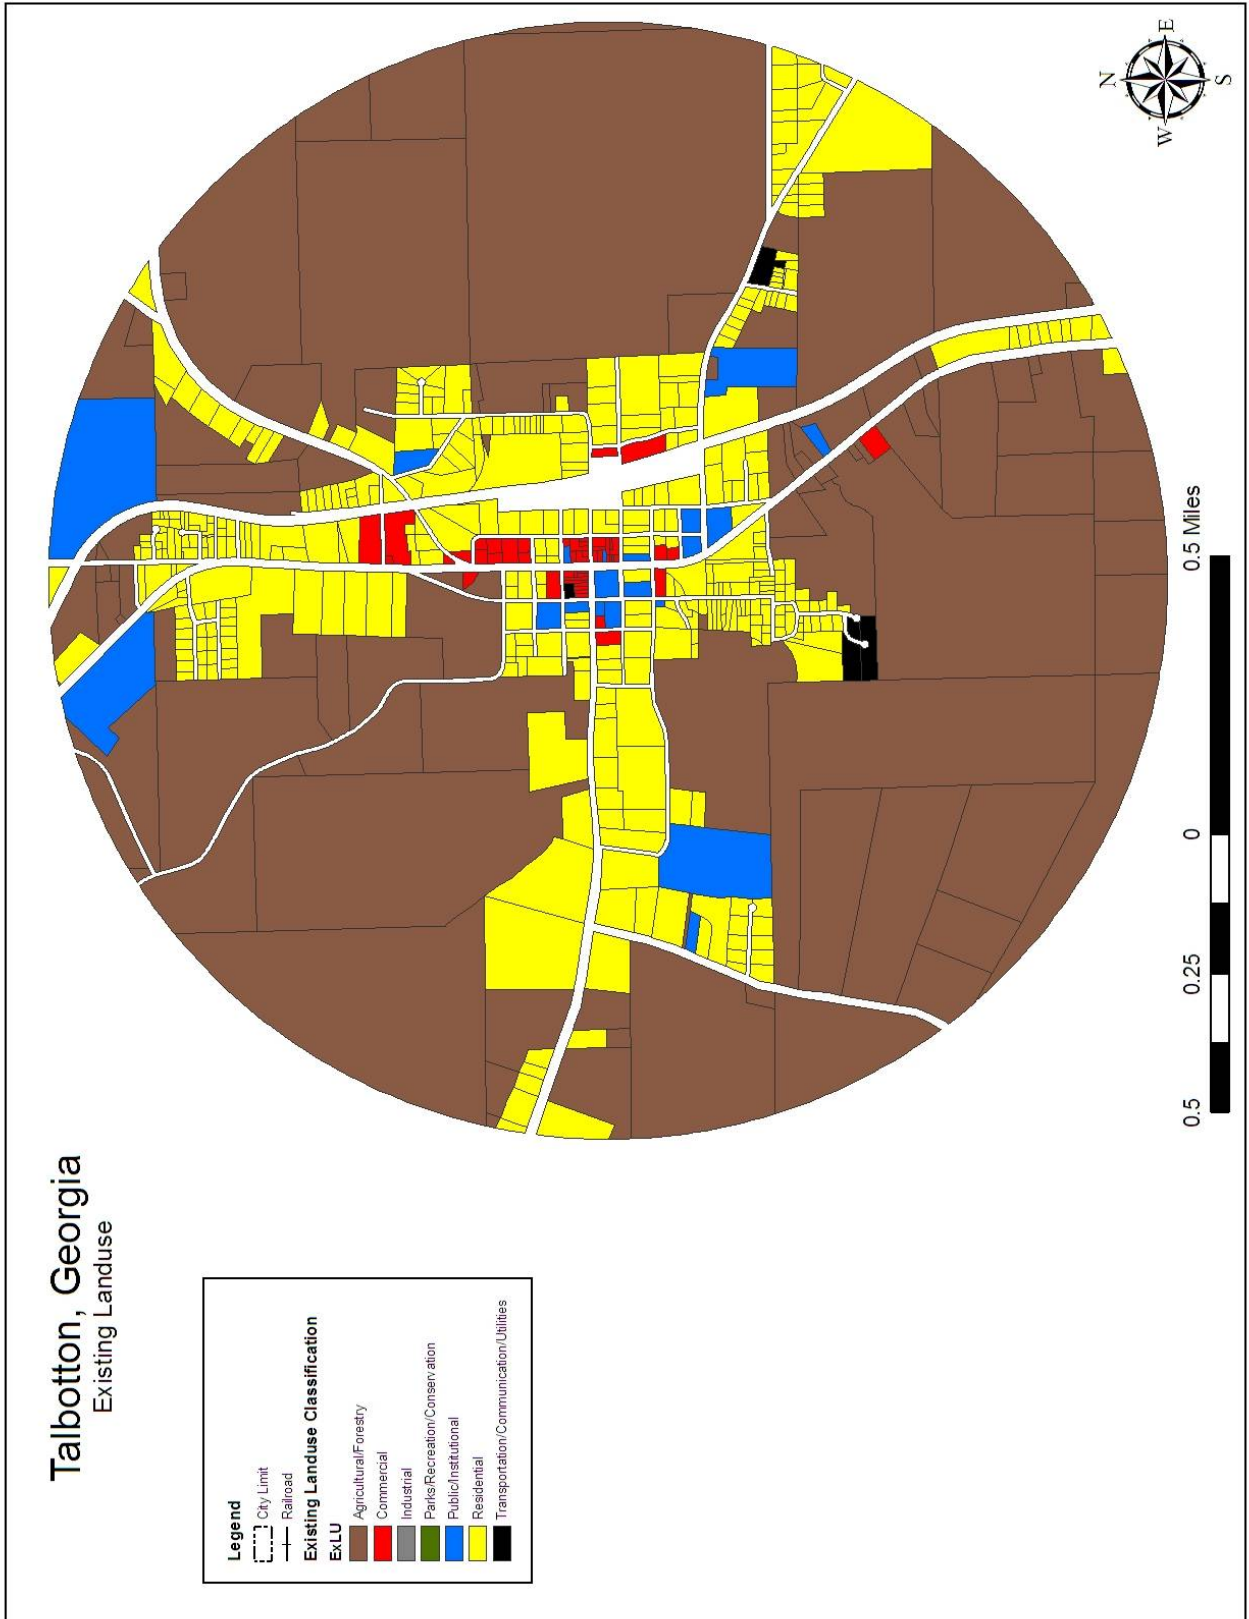 Talbotton, Georgia
Existing Landuse
Legend
City Limit
Railroad
Existing Landuse Classification
ExLU
Agricultural/Forestry
Commercial
Industrial
Parks/Recreation/Conservation
Public/Institutional
Residential
Transportation/Communication/Utilities
0.5 0.25 0 0.5 Miles
N
E
S
W